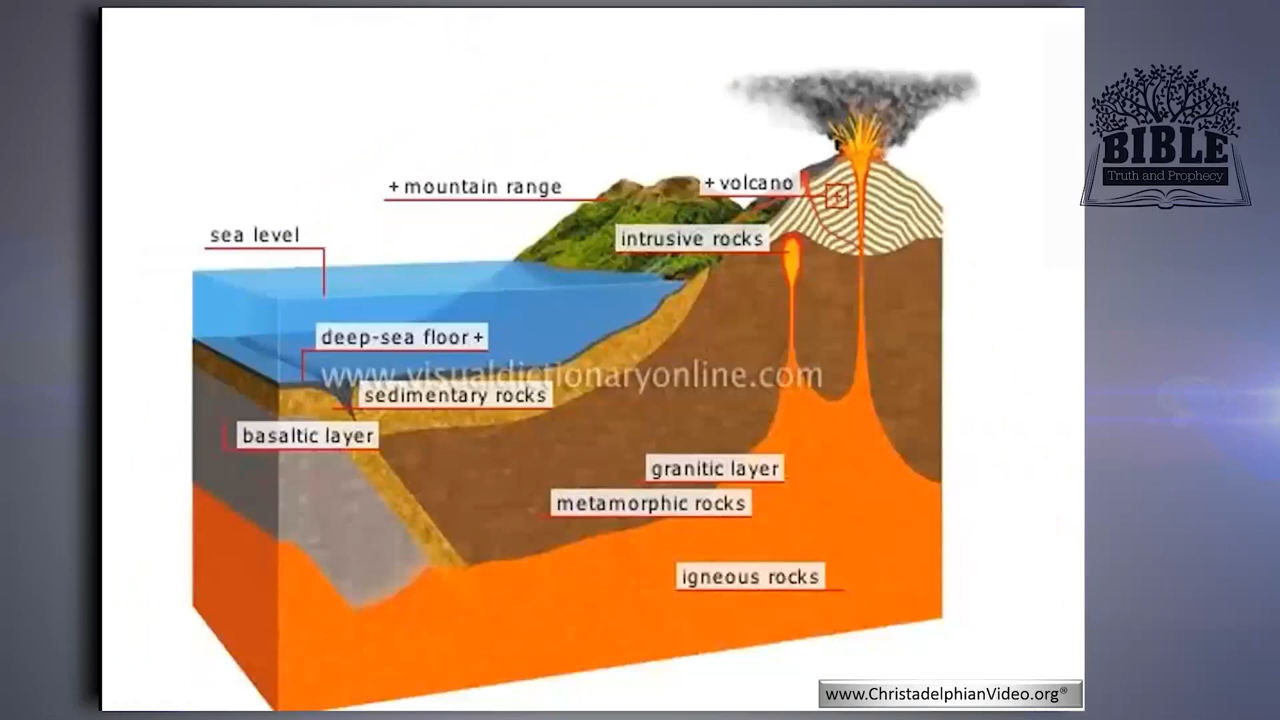 BIBLE
Truth and Prophecy
+ mountain range
+ volcano
sea level
intrusive rocks
deep-sea floor +
www.visualdictionaryonline.com
sedimentary rocks
basaltic layer
granitic layer
metamorphic rocks
igneous rocks
www.ChristadelphianVideo.org®